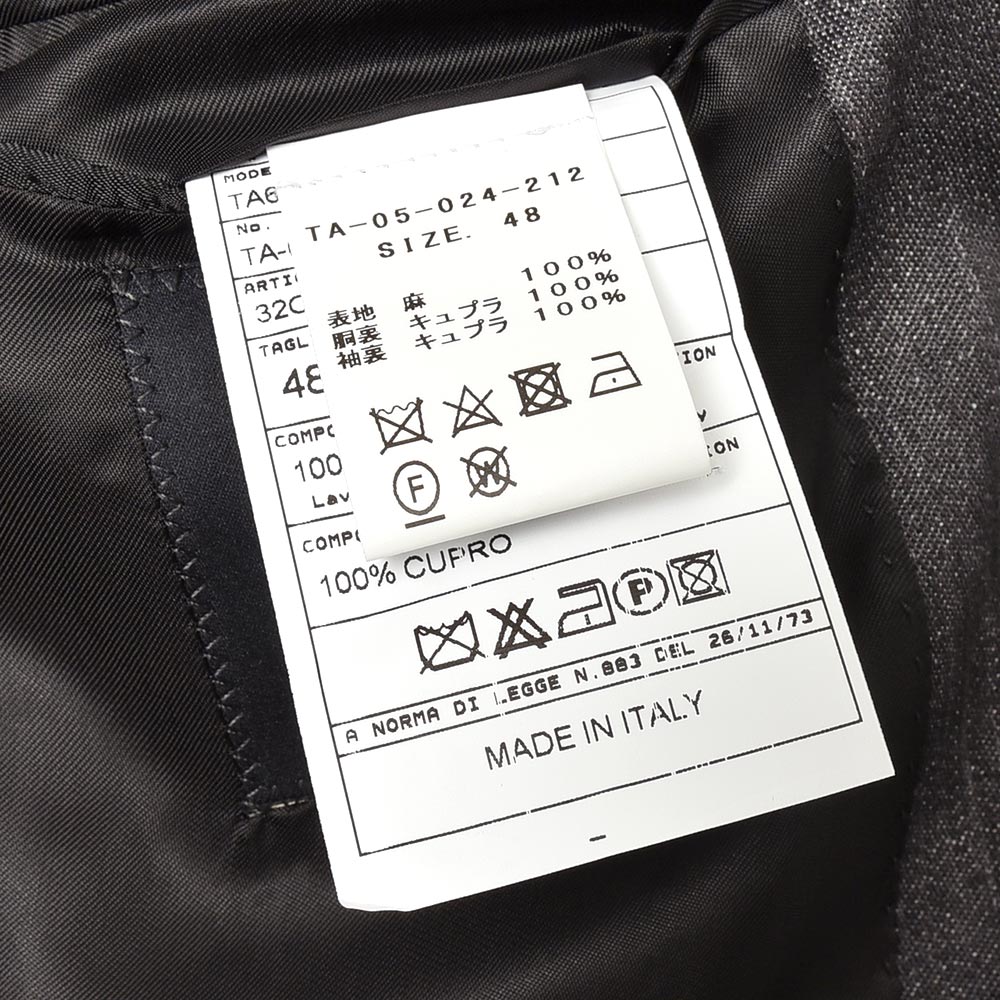 TA-05-024-212
SIZE. 48
表地 麻 100%
胴裏 キュプラ 100%
袖裏 キュプラ 100%
F
W
MODE
TA6
No.
TA-
ARTI
32C
TAGL
48
ION
COMPO
100
Lav
ION
COMPO
100% CUPRO
P
A NORMA DI LEGGE N.883 DEL 26/11/73
MADE IN ITALY